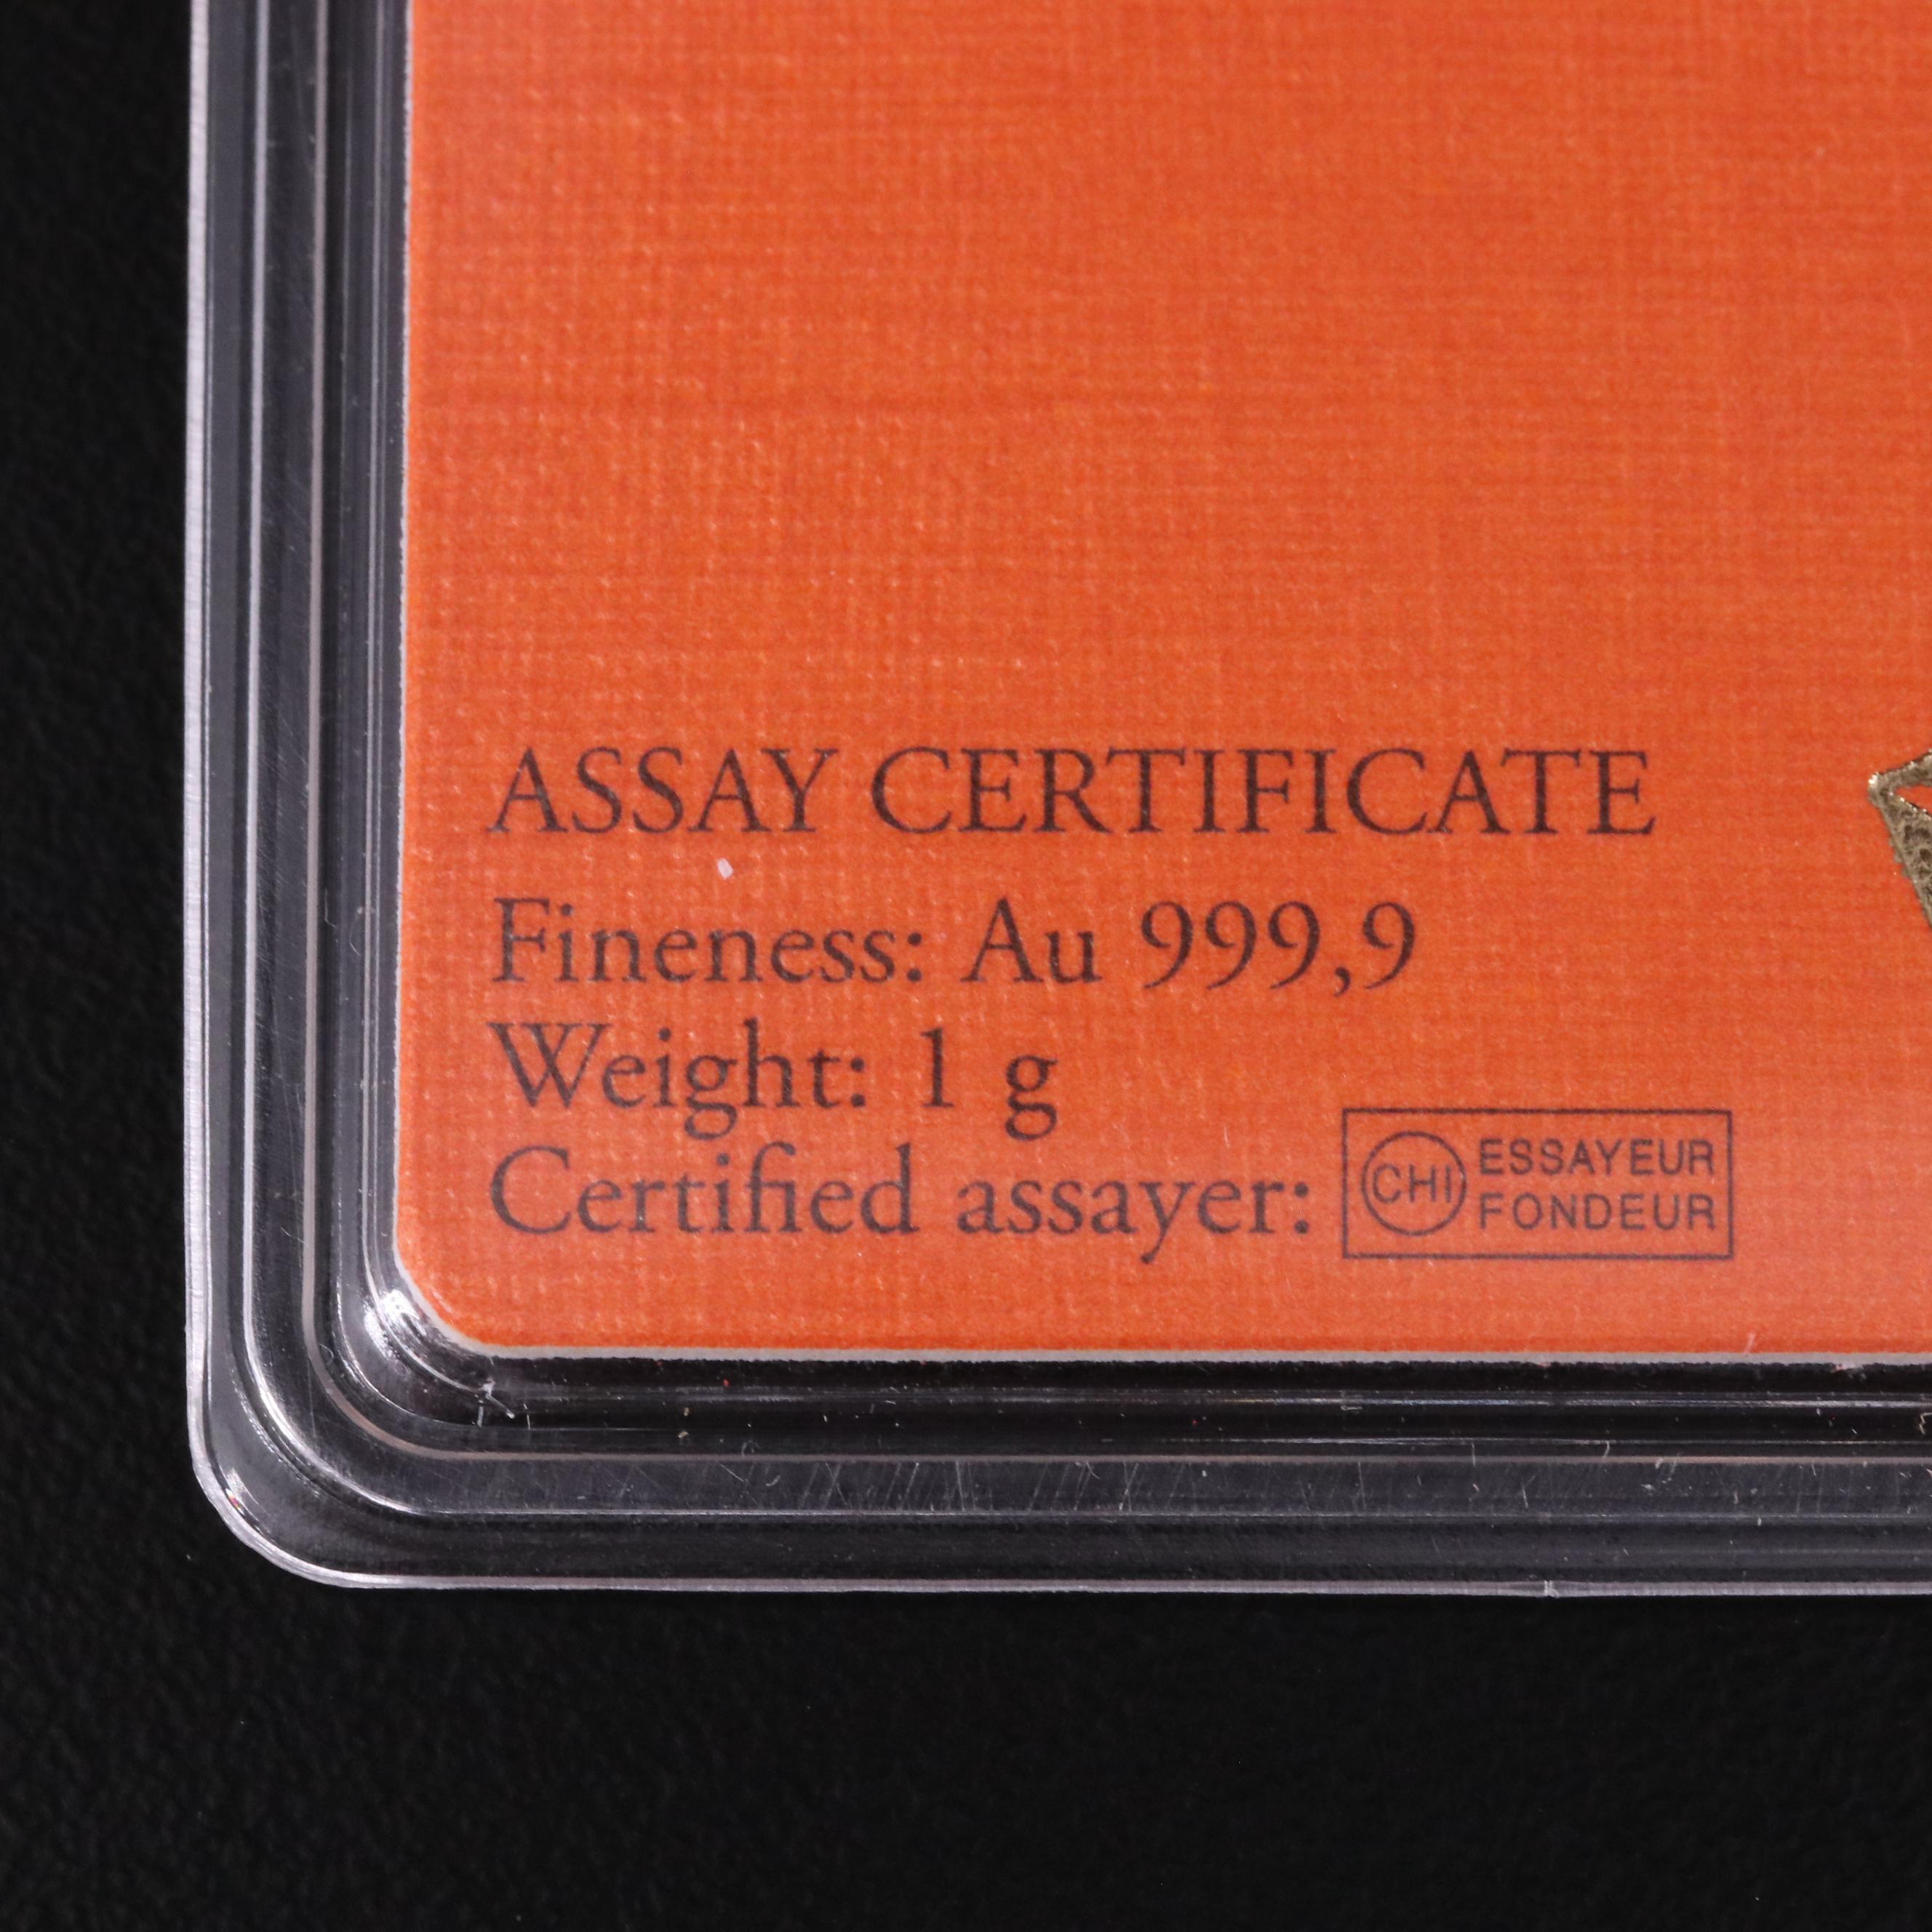 ASSAY CERTIFICATE
Fineness: Au 999,9
Weight: 1 g
Certified assayer:
CHI
ESSAYEUR
FONDEUR